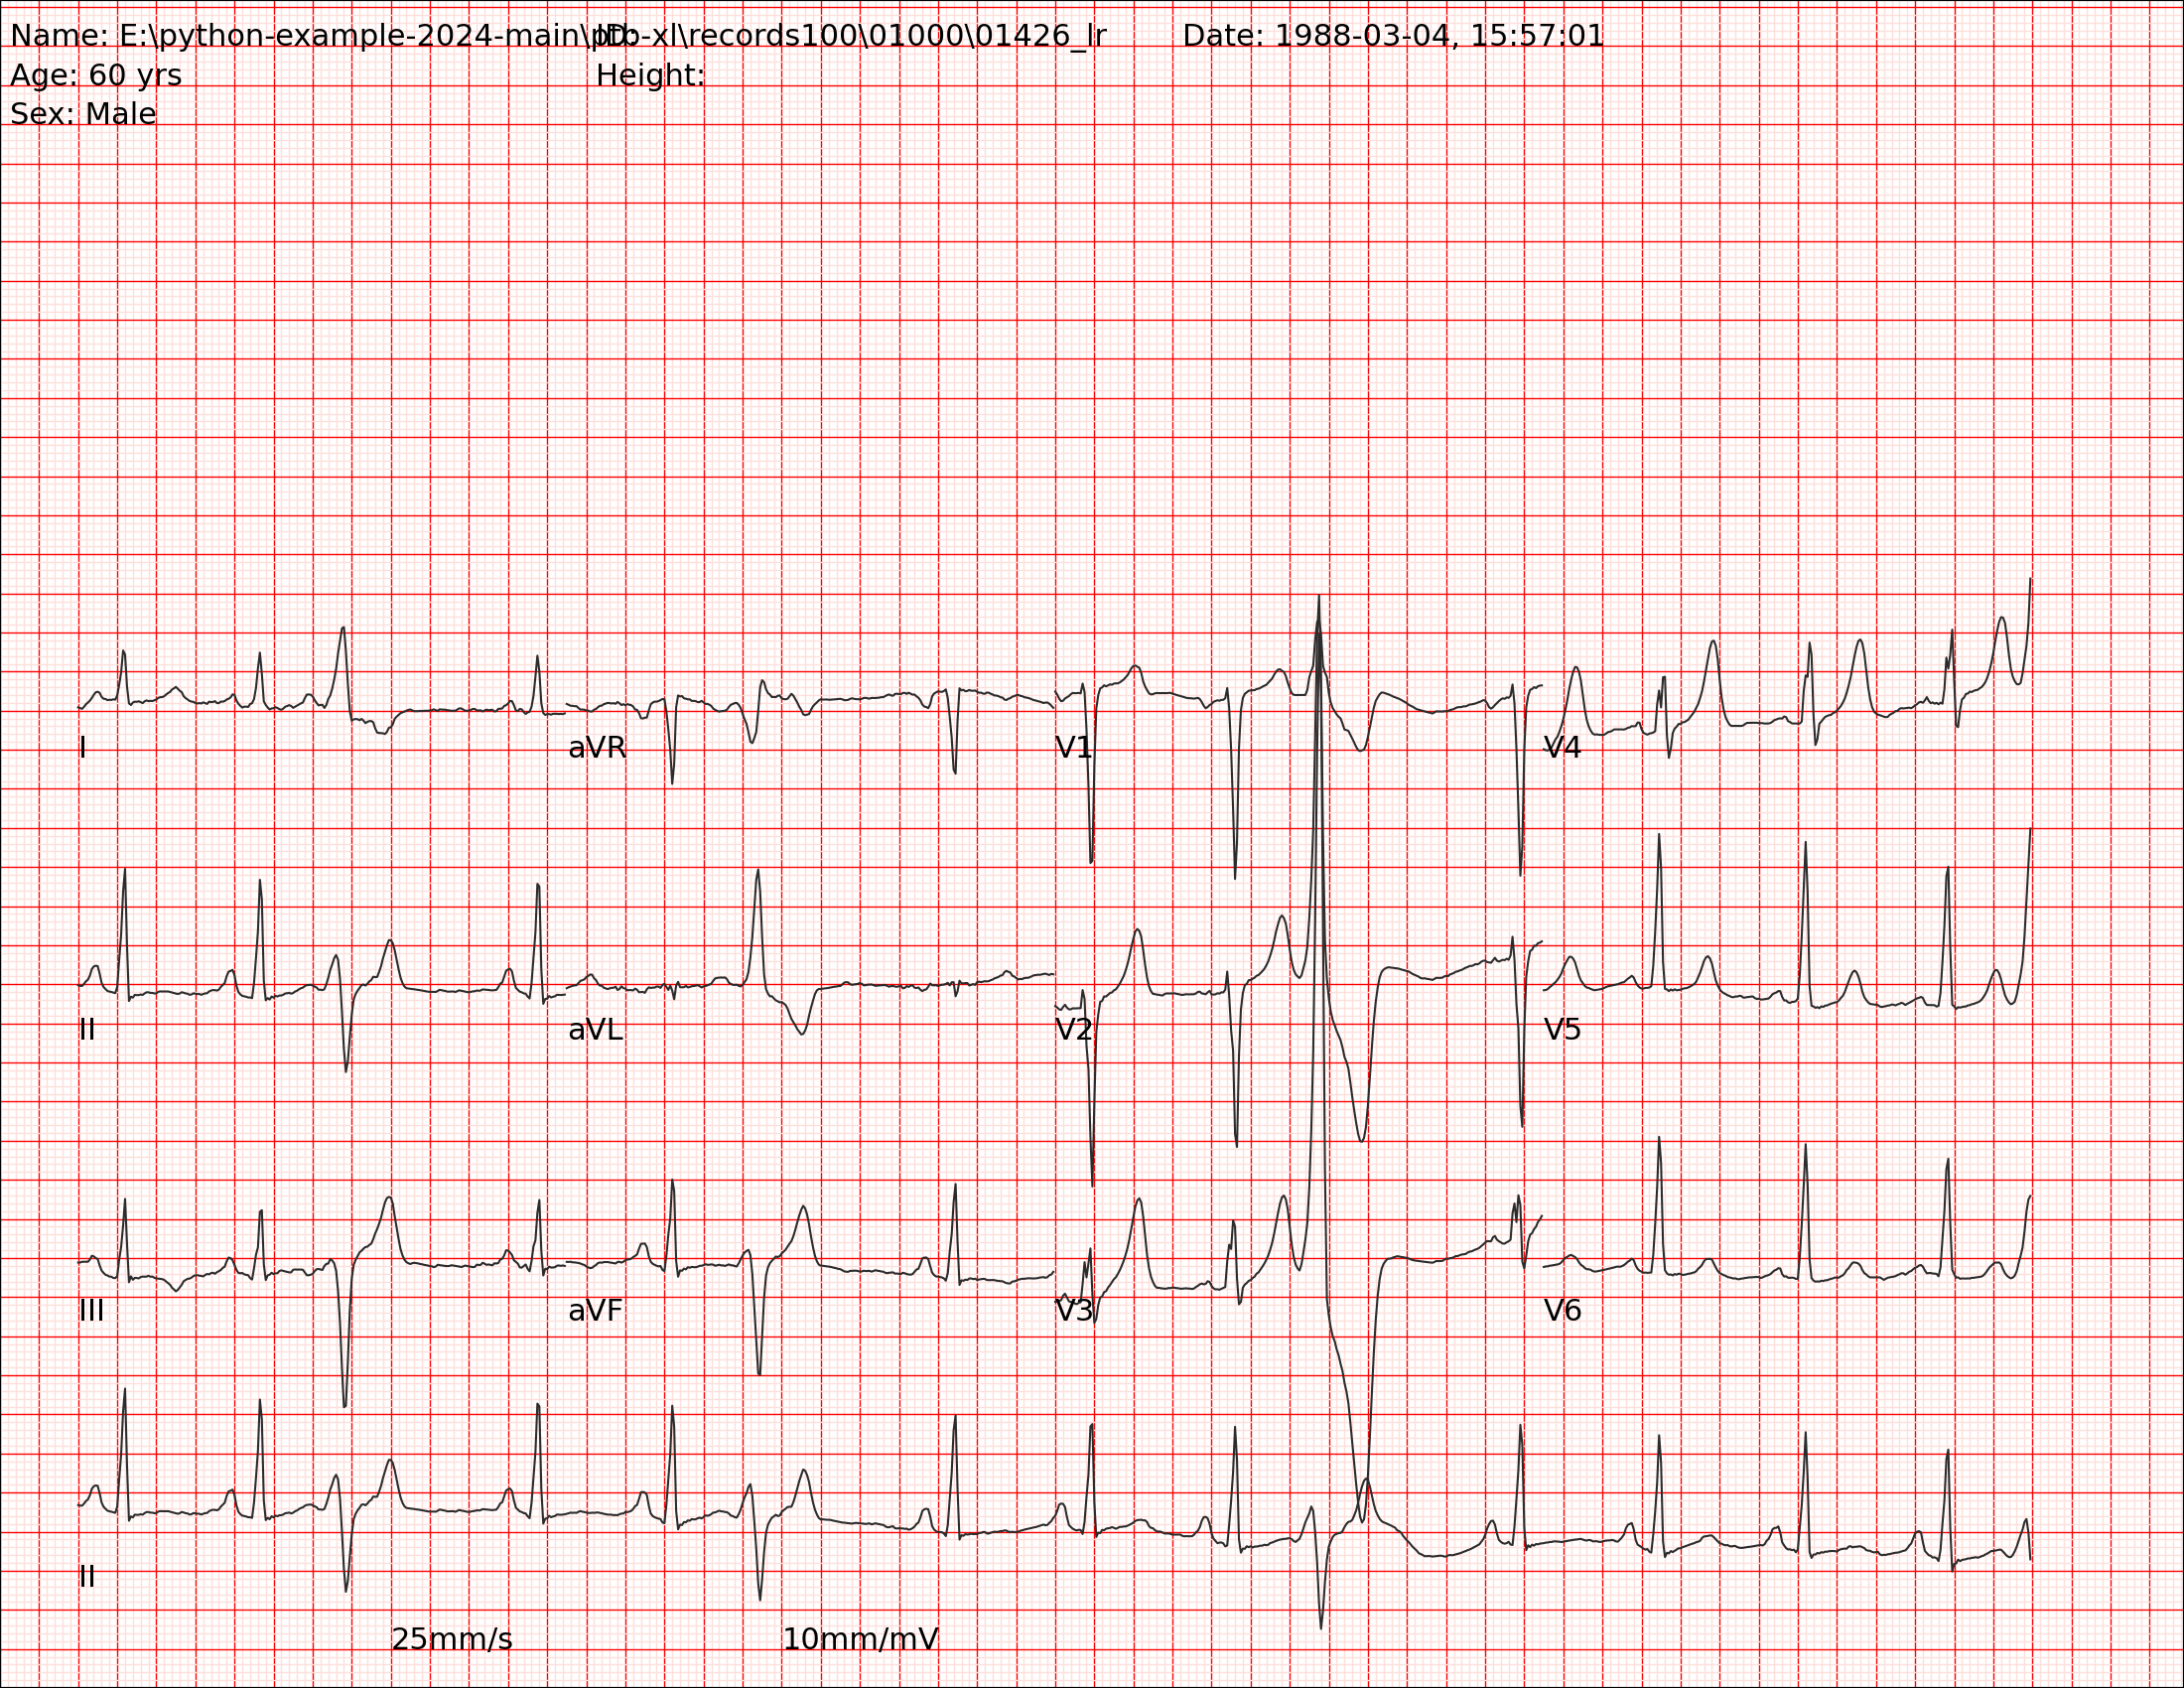 Name: E:\python-example-2024-main\ptb-xl\records100\01000\01426_lr ID: Date: 1988-03-04, 15:57:01
Age: 60 yrs Height:
Sex: Male
I aVR V1 V4
II aVL V2 V5
III aVF V3 V6
II
25mm/s 10mm/mV